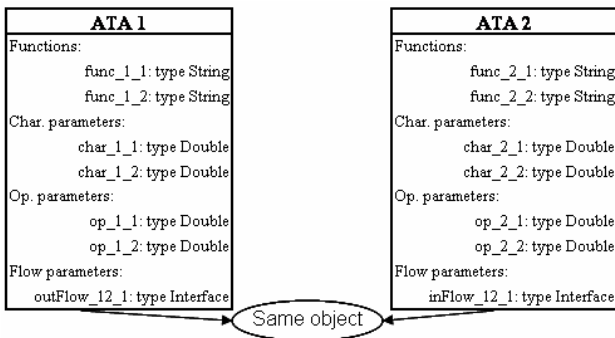 ATA 1
Functions:
func_1_1: type String
func_1_2: type String
Char. parameters:
char_1_1: type Double
char_1_2: type Double
Op. parameters:
op_1_1: type Double
op_1_2: type Double
Flow parameters:
outFlow_12_1: type Interface
ATA 2
Functions:
func_2_1: type String
func_2_2: type String
Char. parameters:
char_2_1: type Double
char_2_2: type Double
Op. parameters:
op_2_1: type Double
op_2_2: type Double
Flow parameters:
inFlow_12_1: type Interface
Same object